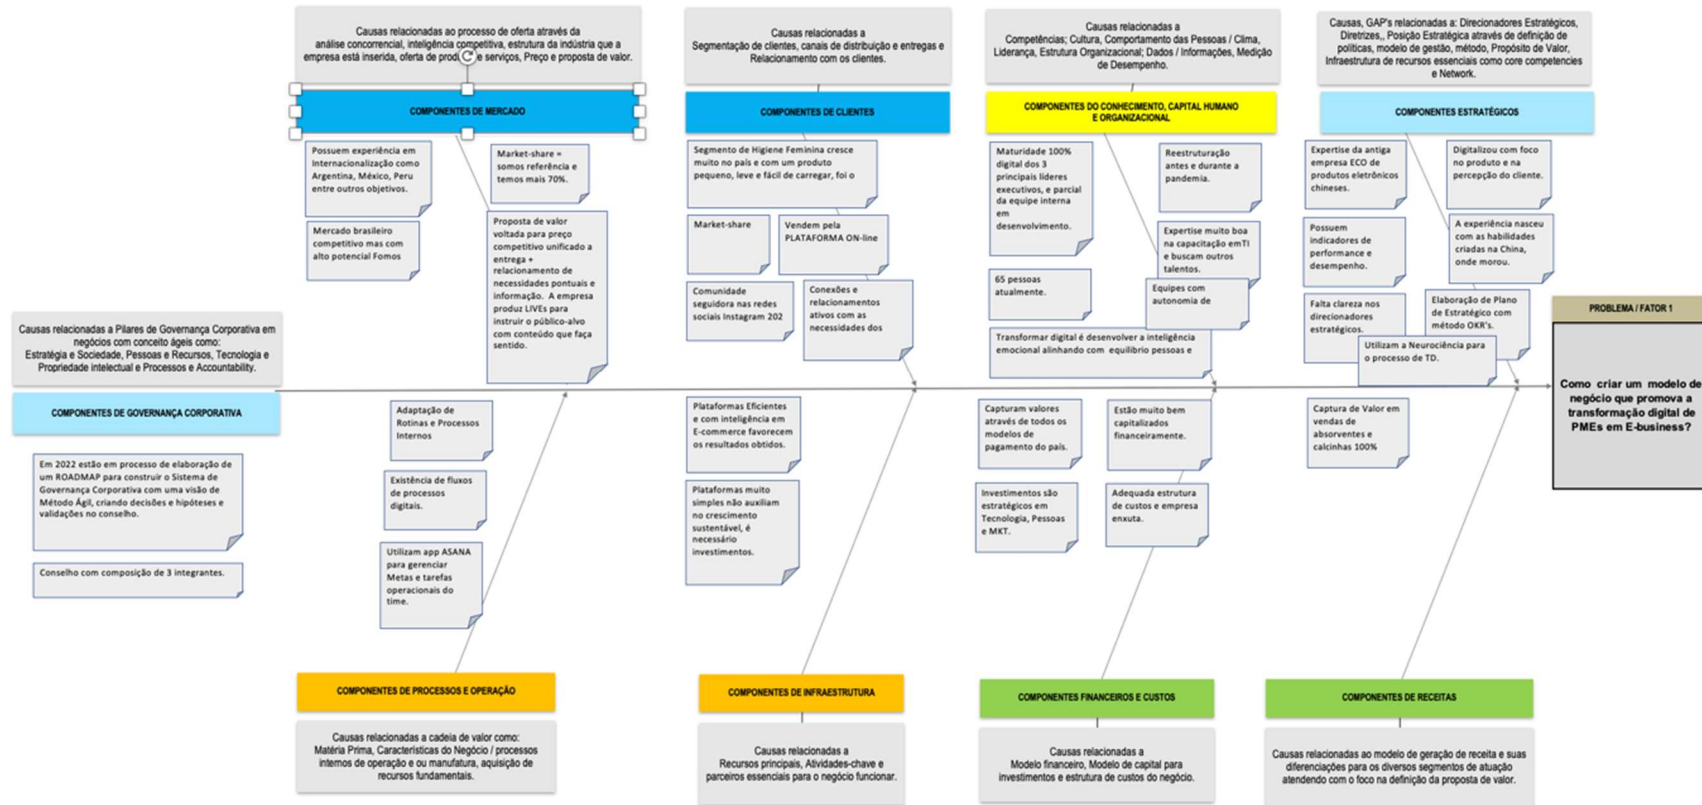 Causas relacionadas ao processo de oferta através da
análise concorrencial, inteligência competitiva, estrutura da indústria que a
empresa está inserida, oferta de e serviços, Preço e proposta de valor.
COMPONENTES DE MERCADO
Possuem experiência em
Internacionalização como
Argentina, México, Peru
entre outros objetivos.
Market-share =
somos referência e
temos mais 70%.
Mercado brasileiro
competitivo mas com
alto potencial Fomos
Proposta de valor
voltada para preço
competitivo unificado a
entrega +
relacionamento de
necessidades pontuais e
informação. A empresa
produz LIVEs para
instruir o público-alvo
com conteúdo que faça
sentido.
Causas relacionadas a
Segmentação de clientes, canais de distribuição e entregas e
Relacionamento com os clientes.
COMPONENTES DE CLIENTES
Segmento de Higiene Feminina cresce
muito no país e com um produto
pequeno, leve e fácil de carregar, foi o
Market-share
Vendem pela
PLATAFORMA ON-line
Comunidade
seguidora nas redes
sociais Instagram 202
Conexões e
relacionamentos
ativos com as
necessidades dos
Causas relacionadas a
Competências; Cultura, Comportamento das Pessoas / Clima,
Liderança, Estrutura Organizacional; Dados / Informações, Medição
de Desempenho.
COMPONENTES DO CONHECIMENTO, CAPITAL HUMANO
E ORGANIZACIONAL
Maturidade 100%
digital dos 3
principais líderes
executivos, e parcial
da equipe interna
em
desenvolvimento.
Reestruturação
antes e durante a
pandemia.
Expertise muito boa
na capacitação emTI
e buscam outros
talentos.
65 pessoas
atualmente.
Equipes com
autonomia de
Transformar digital é desenvolver a inteligência
emocional alinhando com equilibrio pessoas e
Causas, GAP's relacionadas a: Direcionadores Estratégicos,
Diretrizes,, Posição Estratégica através de definição de
políticas, modelo de gestão, método, Propósito de Valor,
Infraestrutura de recursos essenciais como core competencies
e Network.
COMPONENTES ESTRATÉGICOS
Expertise da antiga
empresa ECO de
produtos eletrônicos
chineses.
Digitalizou com foco
no produto e na
percepção do cliente.
Possuem
indicadores de
performance e
desempenho.
A experiência nasceu
com as habilidades
criadas na China,
onde morou.
Falta clareza nos
direcionadores
estratégicos.
Elaboração de Plano
de Estratégico com
método OKR's.
Utilizam a Neurociência para
o processo de TD.
PROBLEMA / FATOR 1
Como criar um modelo de
negócio que promova a
transformação digital de
PMEs em E-business?
Causas relacionadas a Pilares de Governança Corporativa em
negócios com conceito ágeis como:
Estratégia e Sociedade, Pessoas e Recursos, Tecnologia e
Propriedade intelectual e Processos e Accountability.
COMPONENTES DE GOVERNANÇA CORPORATIVA
Em 2022 estão em processo de elaboração de
um ROADMAP para construir o Sistema de
Governança Corporativa com uma visão de
Método Ágil, criando decisões e hipóteses e
validações no conselho.
Conselho com composição de 3 integrantes.
Adaptação de
Rotinas e Processos
Internos
Existência de fluxos
de processos
digitais.
Utilizam app ASANA
para gerenciar
Metas e tarefas
operacionais do
time.
COMPONENTES DE PROCESSOS E OPERAÇÃO
Causas relacionadas a cadeia de valor como:
Matéria Prima, Características do Negócio / processos
internos de operação e ou manufatura, aquisição de
recursos fundamentais.
Plataformas Eficientes
e com inteligência em
E-commerce favorecem
os resultados obtidos.
Plataformas muito
simples não auxiliam
no crescimento
sustentável, é
necessário
investimentos.
COMPONENTES DE INFRAESTRUTURA
Causas relacionadas a
Recursos principais, Atividades-chave e
parceiros essenciais para o negócio funcionar.
Capturam valores
através de todos os
modelos de
pagamento do país.
Estão muito bem
capitalizados
financeiramente.
Investimentos são
estratégicos em
Tecnologia, Pessoas
e MKT.
Adequada estrutura
de custos e empresa
enxuta.
COMPONENTES FINANCEIROS E CUSTOS
Causas relacionadas a
Modelo financeiro, Modelo de capital para
investimentos e estrutura de custos do negócio.
Captura de Valor em
vendas de
absorventes e
calcinhas 100%
COMPONENTES DE RECEITAS
Causas relacionadas ao modelo de geração de receita e suas
diferenciações para os diversos segmentos de atuação
atendendo com o foco na definição da proposta de valor.